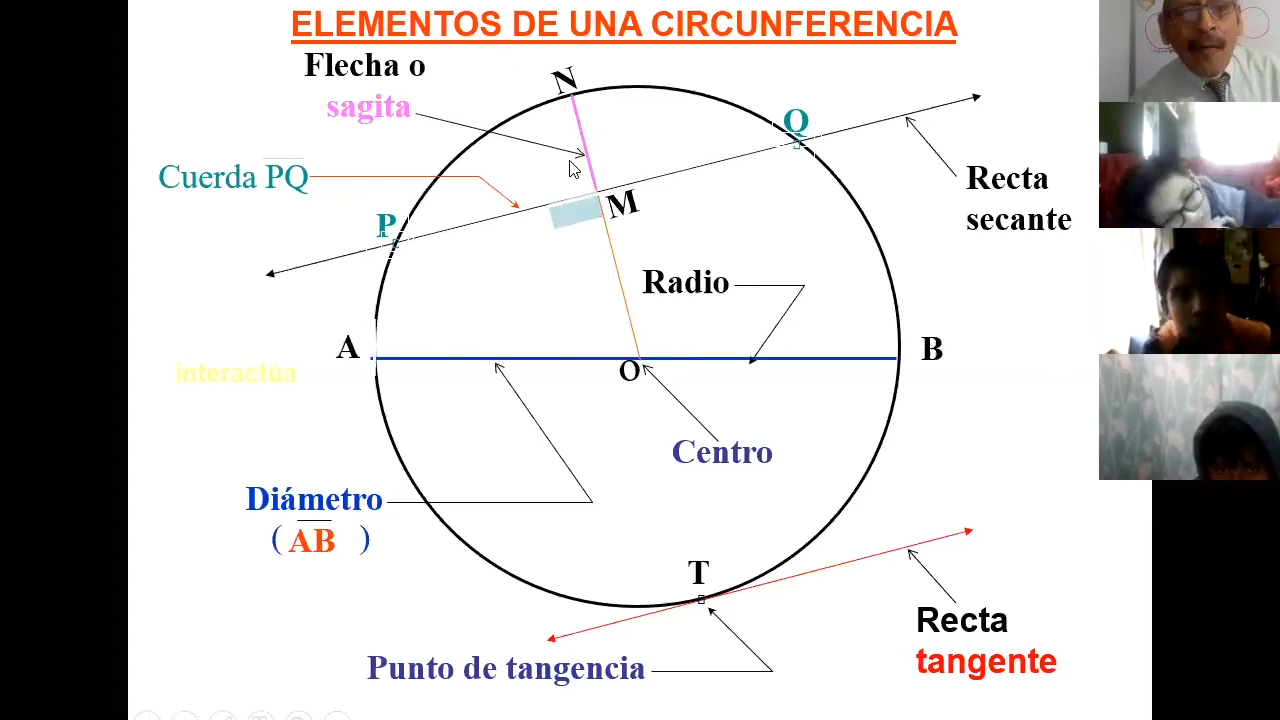 ELEMENTOS DE UNA CIRCUNFERENCIA
Flecha o
sagita
N
Q
Cuerda PQ
Recta
secante
M
P
Radio
A
B
interactúa
O
Centro
Diámetro
( AB )
T
Recta
tangente
Punto de tangencia